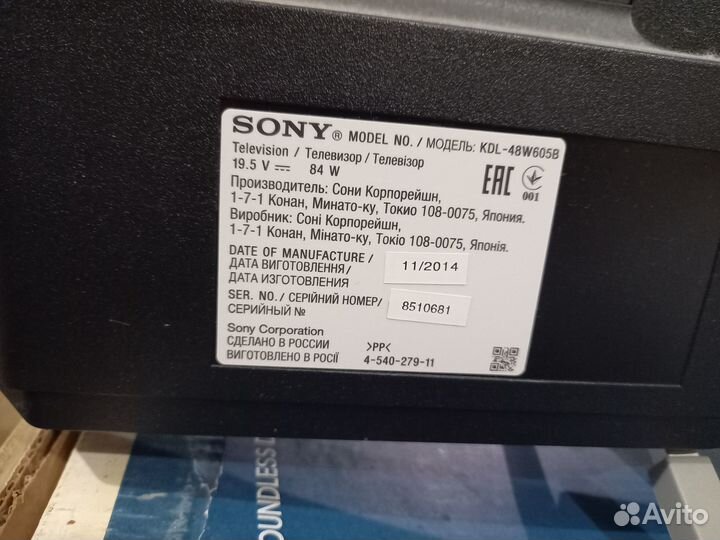 SONY® MODEL NO. / МОДЕЛЬ: KDL-48W605B
Television / Телевизор / Телевізор
19.5 V ⎓ 84 W
EAC
001
Производитель: Сони Корпорейшн,
1-7-1 Конан, Минато-ку, Токио 108-0075, Япония.
Виробник: Соні Корпорейшн,
1-7-1 Конан, Мінато-ку, Токіо 108-0075, Японія.
DATE OF MANUFACTURE /
ДАТА ВИГОТОВЛЕННЯ/
ДАТА ИЗГОТОВЛЕНИЯ
11/2014
SER. NO./ СЕРІЙНИЙ НОМЕР/
СЕРИЙНЫЙ №
8510681
Sony Corporation
СДЕЛАНО В РОССИИ >PP<
ВИГОТОВЛЕНО В РОСІЇ 4-540-279-11
Avito